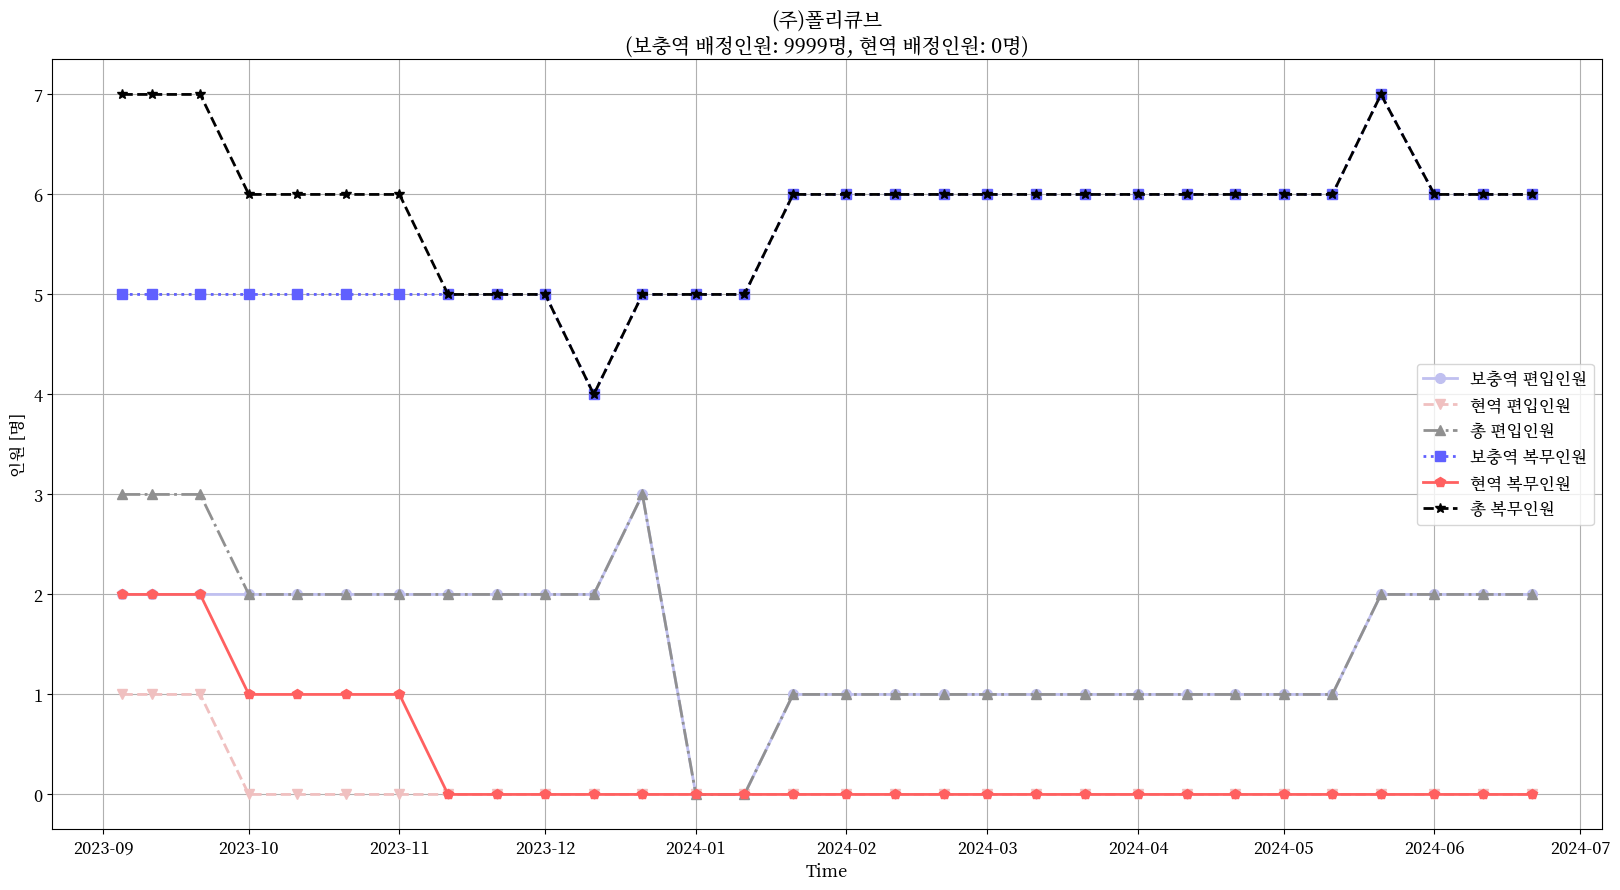 (주)폴리큐브
(보충역 배정인원: 9999명, 현역 배정인원: 0명)
인원 [명]
7
6
5
4
3
2
1
0
보충역 편입인원
현역 편입인원
총 편입인원
보충역 복무인원
현역 복무인원
총 복무인원
2023-09
2023-10
2023-11
2023-12
2024-01
2024-02
2024-03
2024-04
2024-05
2024-06
2024-07
Time